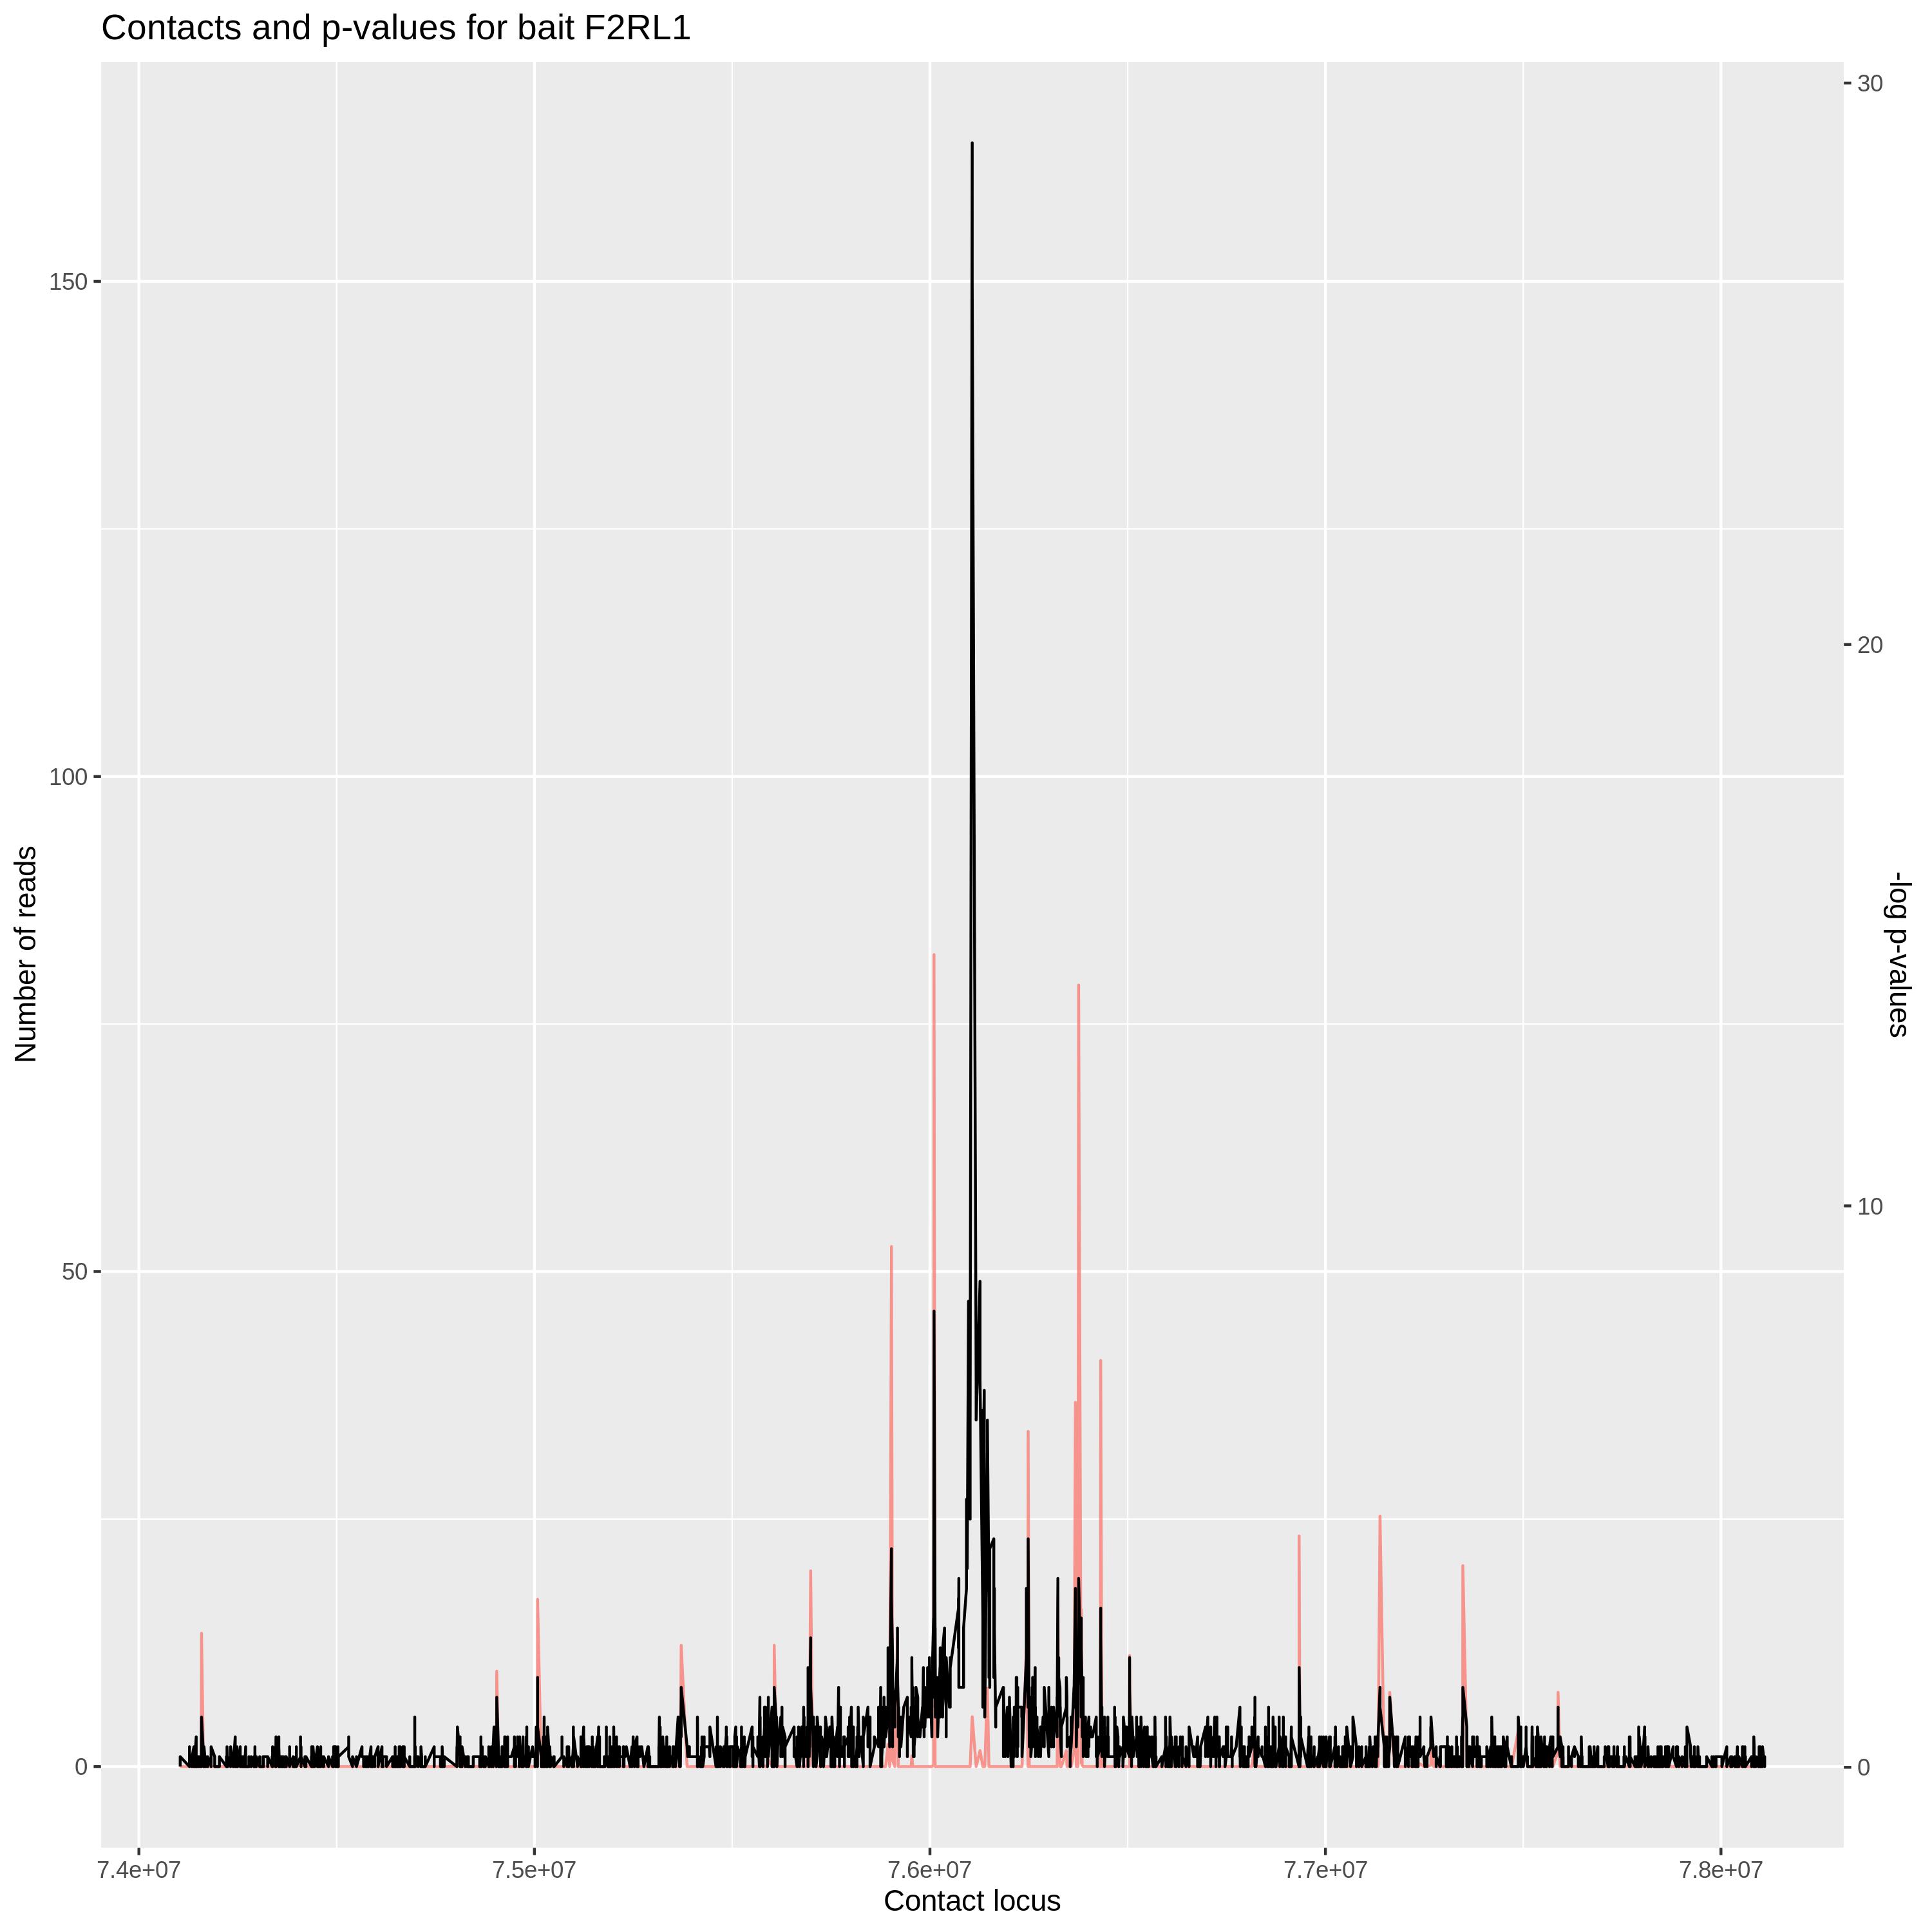 Contacts and p-values for bait F2RL1
150
100
50
0
Number of reads
30
20
10
0
-log p-values
7.4e+07
7.5e+07
7.6e+07
7.7e+07
7.8e+07
Contact locus